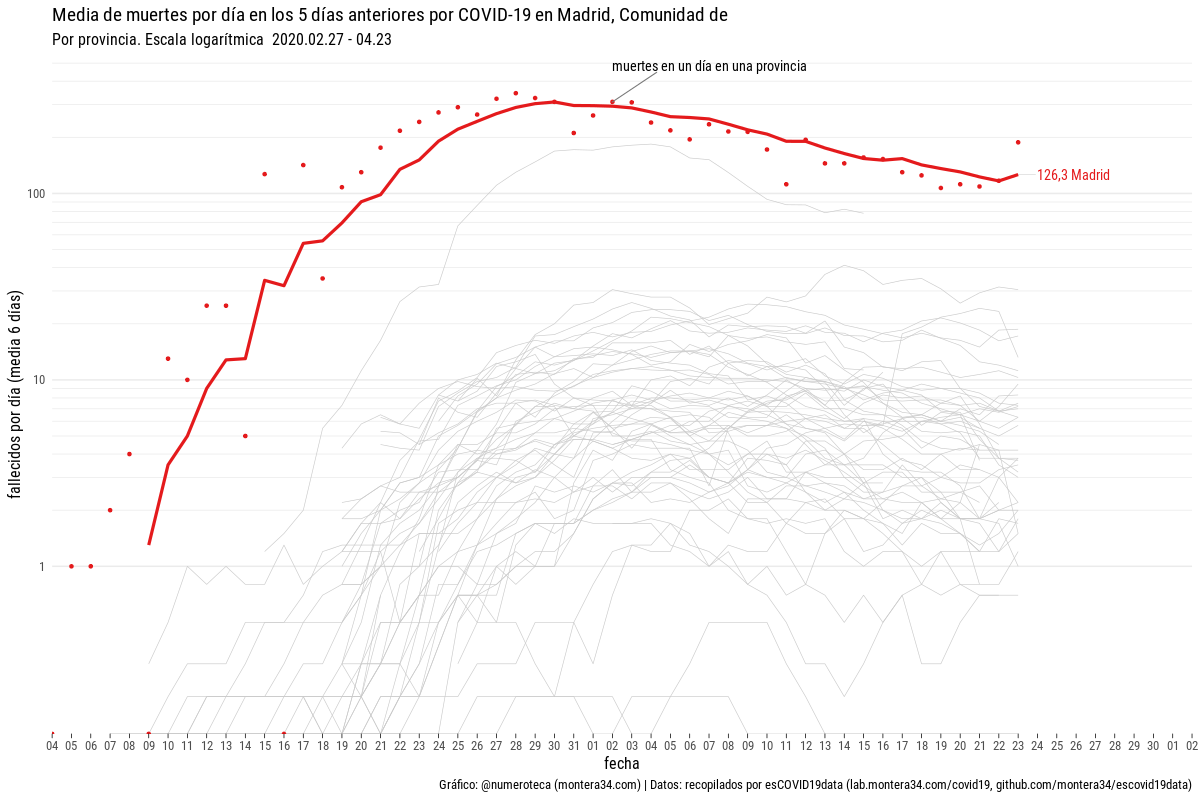 Media de muertes por día en los 5 días anteriores por COVID-19 en Madrid, Comunidad de
Por provincia. Escala logarítmica 2020.02.27 - 04.23
muertes en un día en una provincia
126,3 Madrid
100
10
1
fallecidos por día (media 6 días)
04 05 06 07 08 09 10 11 12 13 14 15 16 17 18 19 20 21 22 23 24 25 26 27 28 29 30 31 01 02 03 04 05 06 07 08 09 10 11 12 13 14 15 16 17 18 19 20 21 22 23 24 25 26 27 28 29 30 01 02
fecha
Gráfico: @numeroteca (montera34.com) | Datos: recopilados por esCOVID19data (lab.montera34.com/covid19, github.com/montera34/escovid19data)